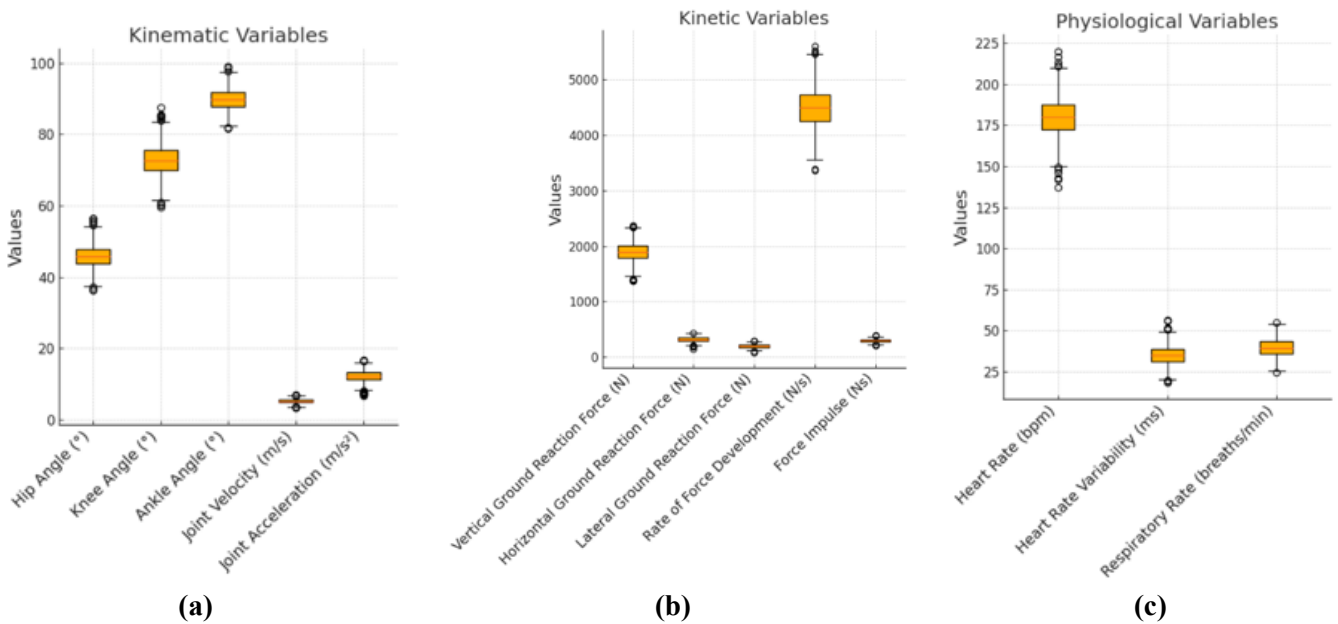 Kinematic Variables
Values
100
80
60
40
20
0
Hip Angle (°)
Knee Angle (°)
Ankle Angle (°)
Joint Velocity (m/s)
Joint Acceleration (m/s²)
(a)
Kinetic Variables
Values
5000
4000
3000
2000
1000
0
Vertical Ground Reaction Force (N)
Horizontal Ground Reaction Force (N)
Lateral Ground Reaction Force (N)
Rate of Force Development (N/s)
Force Impulse (Ns)
(b)
Physiological Variables
Values
225
200
175
150
125
100
75
50
25
Heart Rate (bpm)
Heart Rate Variability (ms)
Respiratory Rate (breaths/min)
(c)